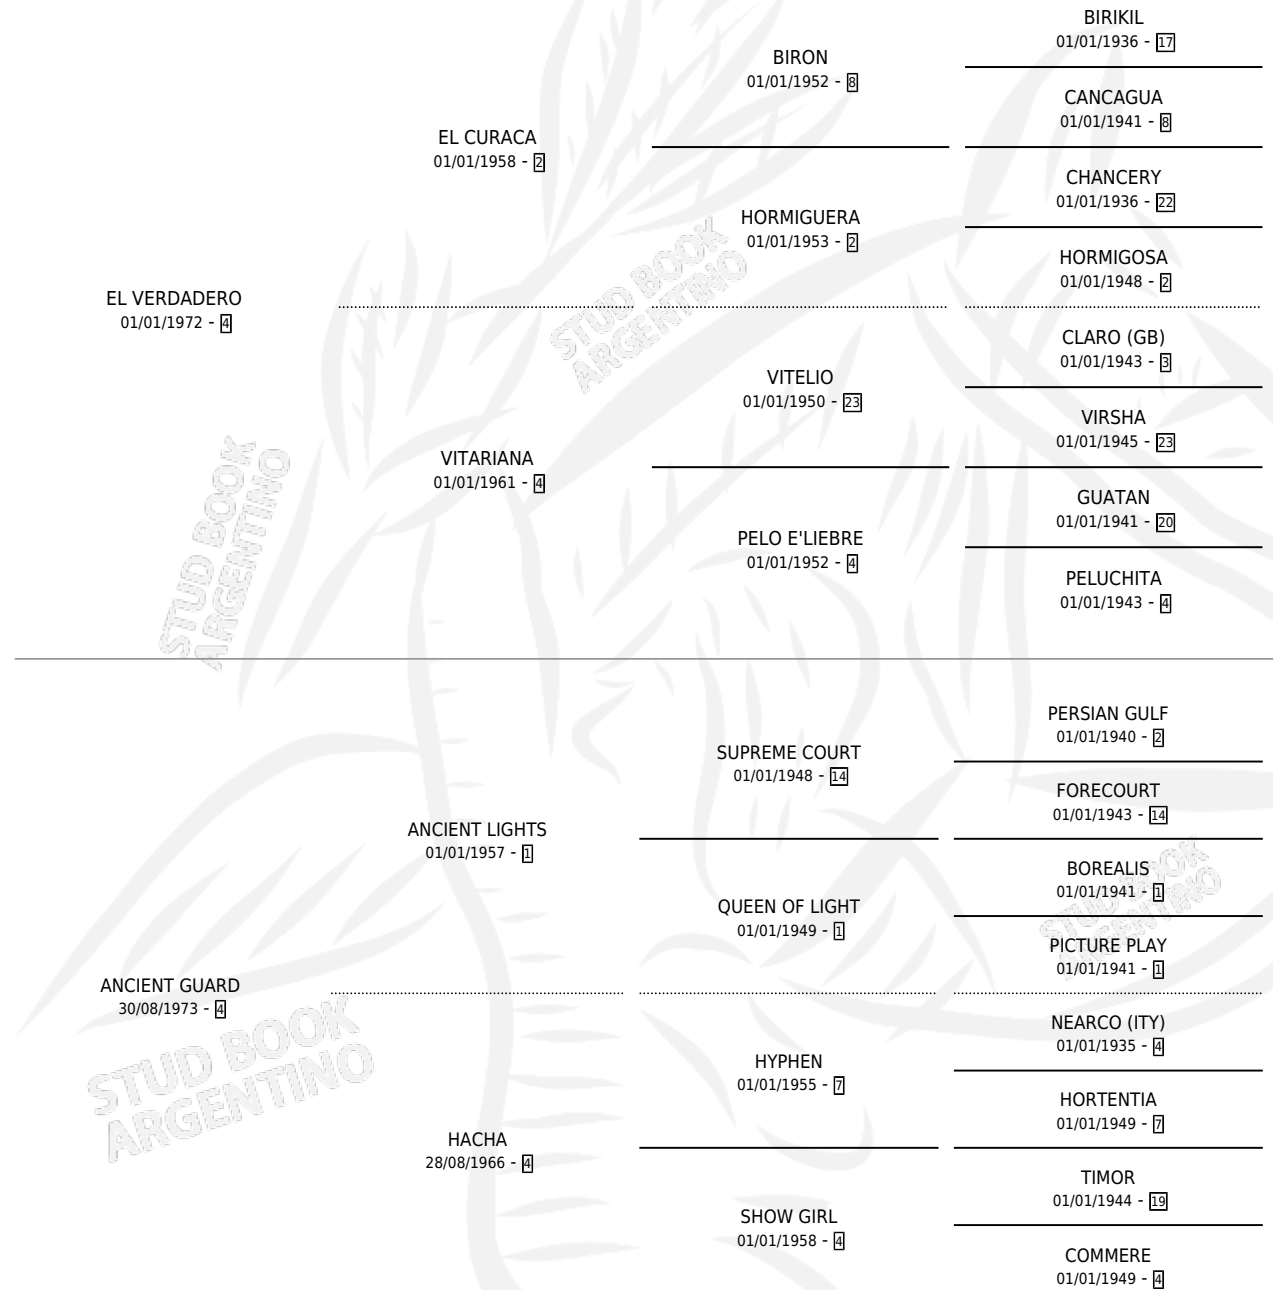 BIRIKIL
01/01/1936 - 17
BIRON
01/01/1952 - 8
CANCAGUA
01/01/1941 - 8
EL CURACA
01/01/1958 - 2
CHANCERY
01/01/1936 - 22
HORMIGUERA
01/01/1953 - 2
HORMIGOSA
01/01/1948 - 2
EL VERDADERO
01/01/1972 - 4
STUD BOOK
ARGENTINO
CLARO (GB)
01/01/1943 - 3
VITELIO
01/01/1950 - 23
VIRSHA
01/01/1945 - 23
VITARIANA
01/01/1961 - 4
GUATAN
01/01/1941 - 20
PELO E'LIEBRE
01/01/1952 - 4
PELUCHITA
01/01/1943 - 4
STUD BOOK
ARGENTINO
PERSIAN GULF
01/01/1940 - 2
SUPREME COURT
01/01/1948 - 14
FORECOURT
01/01/1943 - 14
ANCIENT LIGHTS
01/01/1957 - 1
BOREALIS
01/01/1941 - 1
QUEEN OF LIGHT
01/01/1949 - 1
STUD BOOK
ARGENTINO
PICTURE PLAY
01/01/1941 - 1
ANCIENT GUARD
30/08/1973 - 4
NEARCO (ITY)
01/01/1935 - 4
HYPHEN
01/01/1955 - 7
STUD BOOK
ARGENTINO
HORTENTIA
01/01/1949 - 7
HACHA
28/08/1966 - 4
TIMOR
01/01/1944 - 19
SHOW GIRL
01/01/1958 - 4
COMMERE
01/01/1949 - 4